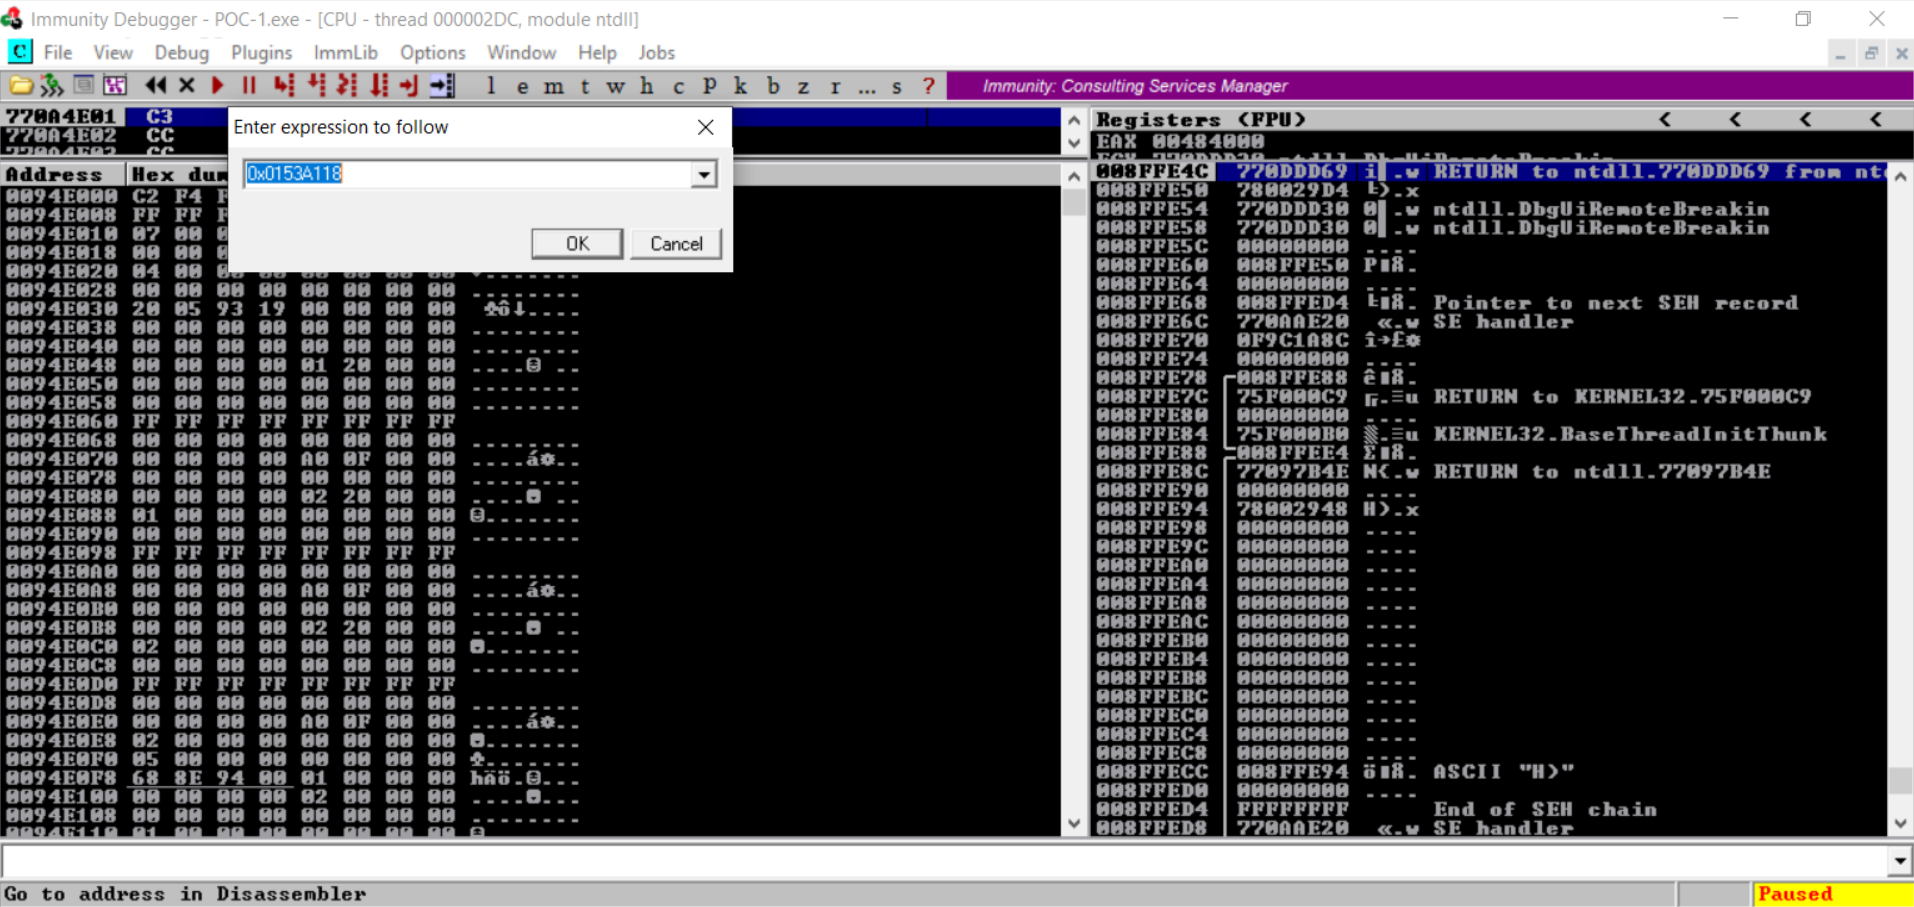 Immunity Debugger - POC-1.exe - [CPU - thread 000002DC, module ntdll]
C File View Debug Plugins ImmLib Options Window Help Jobs
l e m t w h c P k b z r ... s ? Immunity: Consulting Services Manager
770A4E01 C3
770A4E02 CC
770A4E03 CC
Enter expression to follow
0x0153A118
OK Cancel
Registers (FPU) < < < <
EAX 00484000
Address Hex dum
0094E000 C2 F4 F
0094E008 FF FF F
0094E010 07 00 0
0094E018 00 00 0
0094E020 04 00 00 00 00 00 00 00
0094E028 00 00 00 00 00 00 00 00 ........
0094E030 20 05 93 19 00 00 00 00 ♣ô↓....
0094E038 00 00 00 00 00 00 00 00 ........
0094E040 00 00 00 00 00 00 00 00 ........
0094E048 00 00 00 00 01 20 00 00 ....☺ ..
0094E050 00 00 00 00 00 00 00 00 ........
0094E058 00 00 00 00 00 00 00 00 ........
0094E060 FF FF FF FF FF FF FF FF
0094E068 00 00 00 00 00 00 00 00 ........
0094E070 00 00 00 00 A0 0F 00 00 ....á☼..
0094E078 00 00 00 00 00 00 00 00 ........
0094E080 00 00 00 00 02 20 00 00 ....☻ ..
0094E088 01 00 00 00 00 00 00 00 ☺.......
0094E090 00 00 00 00 00 00 00 00 ........
0094E098 FF FF FF FF FF FF FF FF
0094E0A0 00 00 00 00 00 00 00 00 ........
0094E0A8 00 00 00 00 A0 0F 00 00 ....á☼..
0094E0B0 00 00 00 00 00 00 00 00 ........
0094E0B8 00 00 00 00 02 20 00 00 ....☻ ..
0094E0C0 02 00 00 00 00 00 00 00 ☻.......
0094E0C8 00 00 00 00 00 00 00 00 ........
0094E0D0 FF FF FF FF FF FF FF FF
0094E0D8 00 00 00 00 00 00 00 00 ........
0094E0E0 00 00 00 00 A0 0F 00 00 ....á☼..
0094E0E8 02 00 00 00 00 00 00 00 ☻.......
0094E0F0 05 00 00 00 00 00 00 00 ♣.......
0094E0F8 68 8E 94 00 01 00 00 00 hÄö.☺...
0094E100 00 00 00 00 02 00 00 00 ....☻...
0094E108 00 00 00 00 00 00 00 00 ........
0094E110 01 00 00 00 00 00 00 00 ☺
008FFE4C 770DDD69 i▌.w RETURN to ntdll.770DDD69 from nt
008FFE50 780029D4 ╘).x
008FFE54 770DDD30 0▌.w ntdll.DbgUiRemoteBreakin
008FFE58 770DDD30 0▌.w ntdll.DbgUiRemoteBreakin
008FFE5C 00000000 ....
008FFE60 008FFE50 P■Å.
008FFE64 00000000 ....
008FFE68 008FFED4 ╘■Å. Pointer to next SEH record
008FFE6C 770AAE20 «.w SE handler
008FFE70 0F9C1A8C î→£☼
008FFE74 00000000 ....
008FFE78 008FFE88 ê■Å.
008FFE7C 75F000C9 ╔.≡u RETURN to KERNEL32.75F000C9
008FFE80 00000000 ....
008FFE84 75F000B0 ░.≡u KERNEL32.BaseThreadInitThunk
008FFE88 008FFEE4 Σ■Å.
008FFE8C 77097B4E N{.w RETURN to ntdll.77097B4E
008FFE90 00000000 ....
008FFE94 78002948 H).x
008FFE98 00000000 ....
008FFE9C 00000000 ....
008FFEA0 00000000 ....
008FFEA4 00000000 ....
008FFEA8 00000000 ....
008FFEAC 00000000 ....
008FFEB0 00000000 ....
008FFEB4 00000000 ....
008FFEB8 00000000 ....
008FFEBC 00000000 ....
008FFEC0 00000000 ....
008FFEC4 00000000 ....
008FFEC8 00000000 ....
008FFECC 008FFE94 ö■Å. ASCII "H)"
008FFED0 00000000 ....
008FFED4 FFFFFFFF End of SEH chain
008FFED8 770AAE20 «.w SE handler
Go to address in Disassembler
Paused